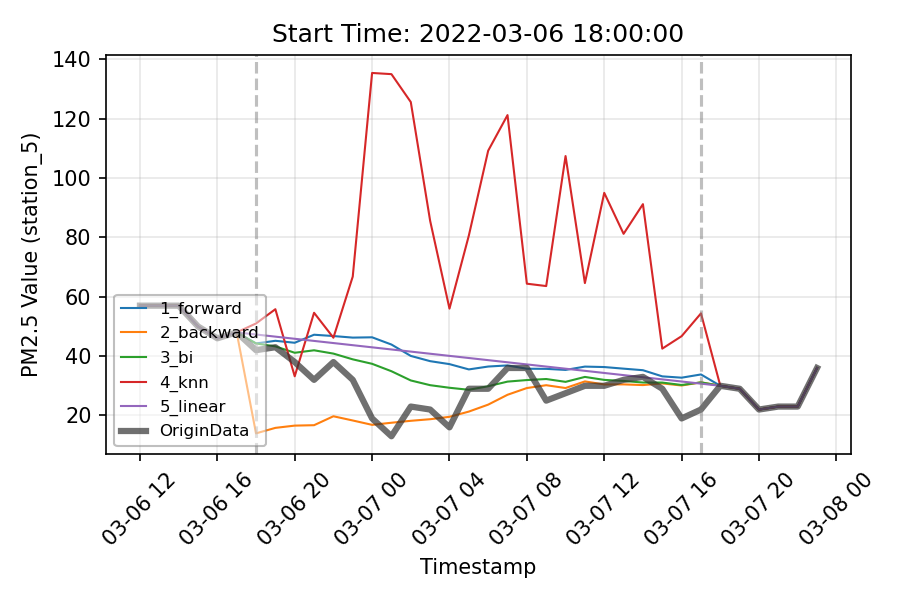 Start Time: 2022-03-06 18:00:00
PM2.5 Value (station_5)
140
120
100
80
60
40
20
1_forward
2_backward
3_bi
4_knn
5_linear
OriginData
03-06 12
03-06 16
03-06 20
03-07 00
03-07 04
03-07 08
03-07 12
03-07 16
03-07 20
03-08 00
Timestamp